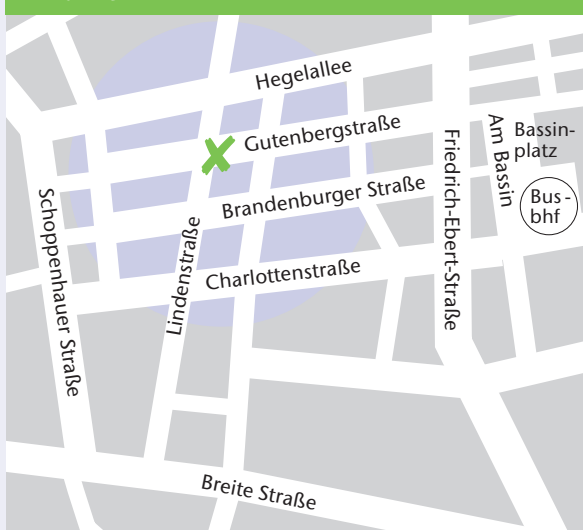 Hegelallee
Gutenbergstraße
Brandenburger Straße
Charlottenstraße
Schoppenhauer Straße
Lindenstraße
Friedrich-Ebert-Straße
Am Bassin
Bassin-
platz
Bus-
bhf
Breite Straße